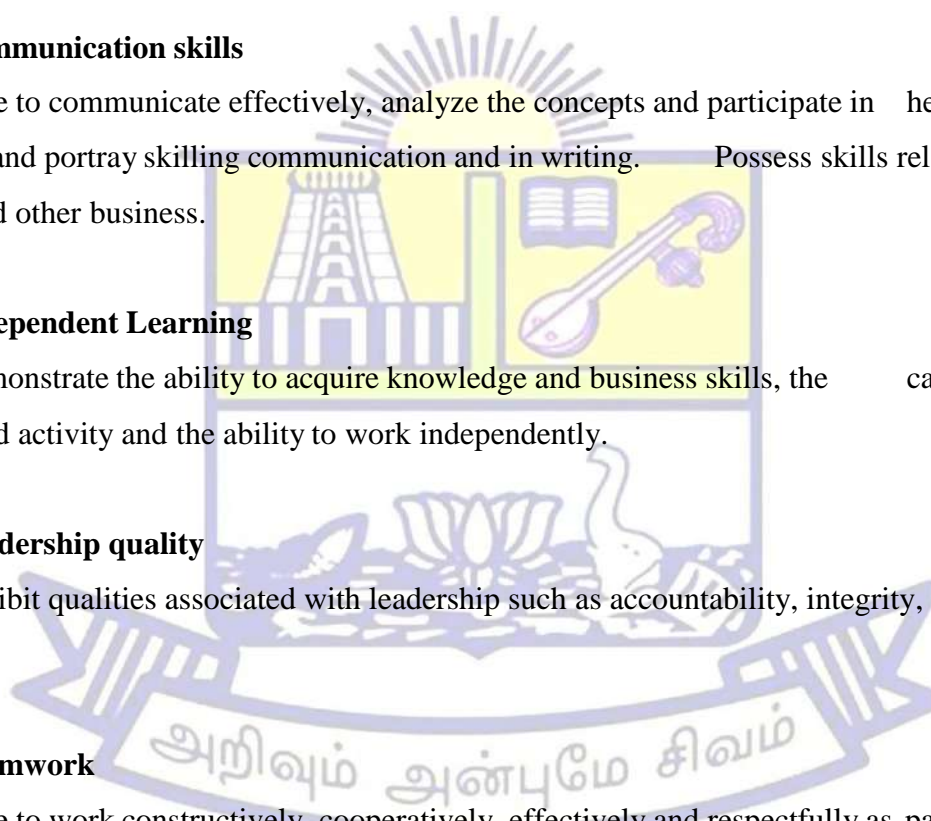 mmunication skills
e to communicate effectively, analyze the concepts and participate in he
and portray skilling communication and in writing. Possess skills rel
d other business.
ependent Learning
monstrate the ability to acquire knowledge and business skills, the ca
d activity and the ability to work independently.
dership quality
ibit qualities associated with leadership such as accountability, integrity,
அறிவும் அன்புமே சிவம்
mwork
e to work constructively, cooperatively, effectively and respectfully as pa